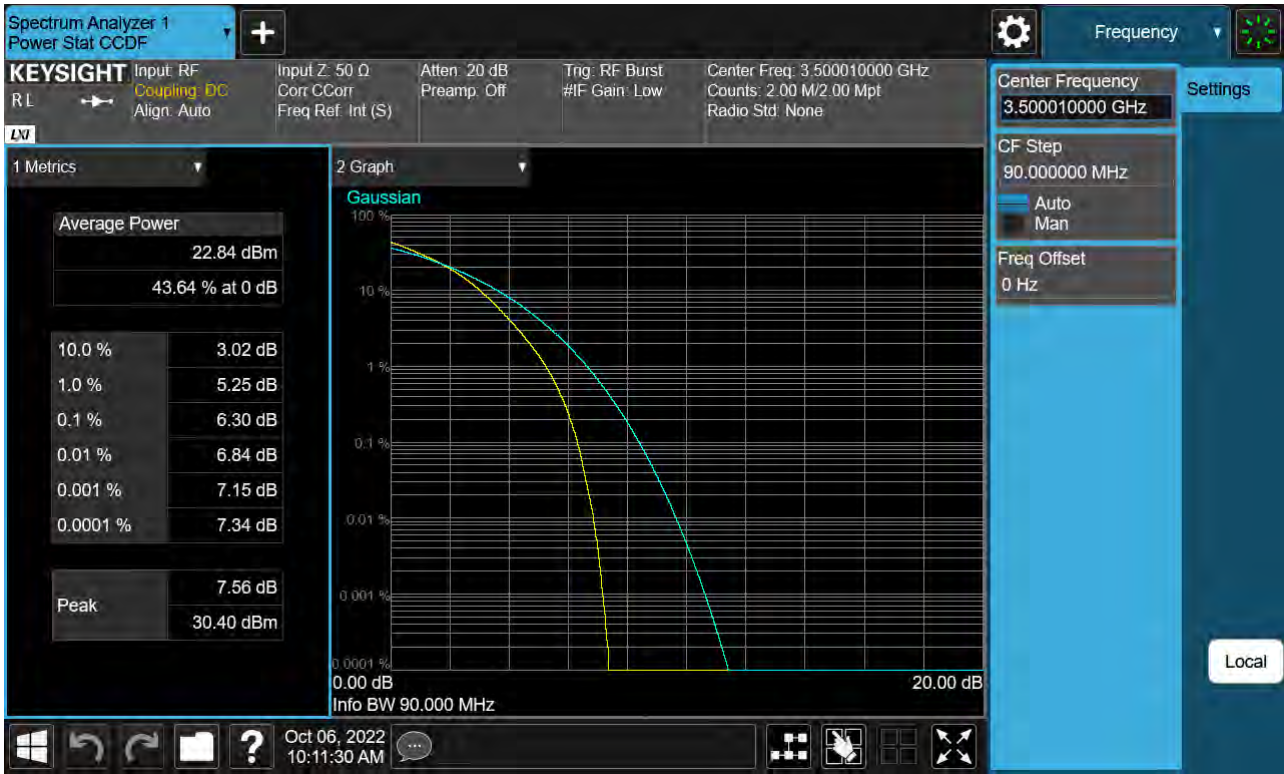 Spectrum Analyzer 1
Power Stat CCDF
+
Frequency
KEYSIGHT
Input: RF
Input Z: 50 Ω
Atten: 20 dB
Trig: RF Burst
Center Freq: 3.500010000 GHz
RL
Coupling: DC
Corr CCorr
Preamp: Off
#IF Gain: Low
Counts: 2.00 M/2.00 Mpt
Align: Auto
Freq Ref: Int (S)
Radio Std: None
LXI
Center Frequency
3.500010000 GHz
Settings
CF Step
90.000000 MHz
Auto
Man
Freq Offset
0 Hz
1 Metrics
Average Power
22.84 dBm
43.64 % at 0 dB
10.0 % 3.02 dB
1.0 % 5.25 dB
0.1 % 6.30 dB
0.01 % 6.84 dB
0.001 % 7.15 dB
0.0001 % 7.34 dB
Peak
7.56 dB
30.40 dBm
2 Graph
Gaussian
100 %
10 %
1 %
0.1 %
0.01 %
0.001 %
0.0001 %
0.00 dB 20.00 dB
Info BW 90.000 MHz
Local
?
Oct 06, 2022
10:11:30 AM